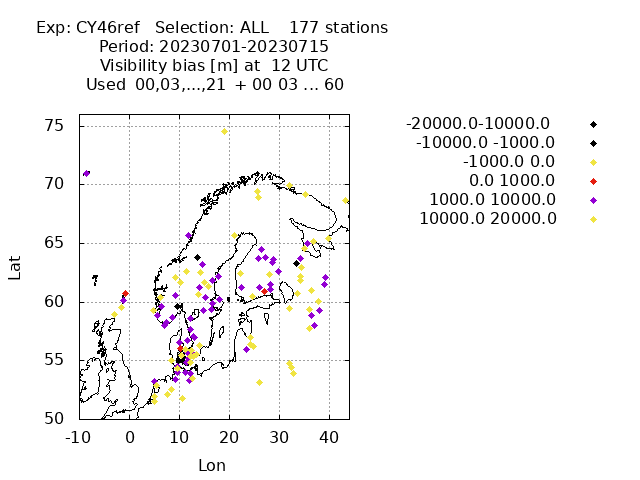 Exp: CY46ref Selection: ALL 177 stations
Period: 20230701-20230715
Visibility bias [m] at 12 UTC
Used 00,03,...,21 + 00 03 ... 60
75
70
65
60
55
50
Lat
-10 0 10 20 30 40
Lon
-20000.0-10000.0
-10000.0 -1000.0
-1000.0 0.0
0.0 1000.0
1000.0 10000.0
10000.0 20000.0